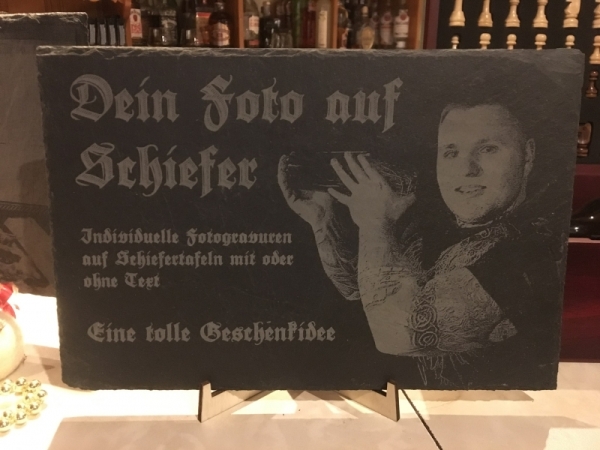 Dein Foto auf
Schiefer
Individuelle Fotogravuren
auf Schiefertafeln mit oder
ohne Text
Eine tolle Geschenkidee